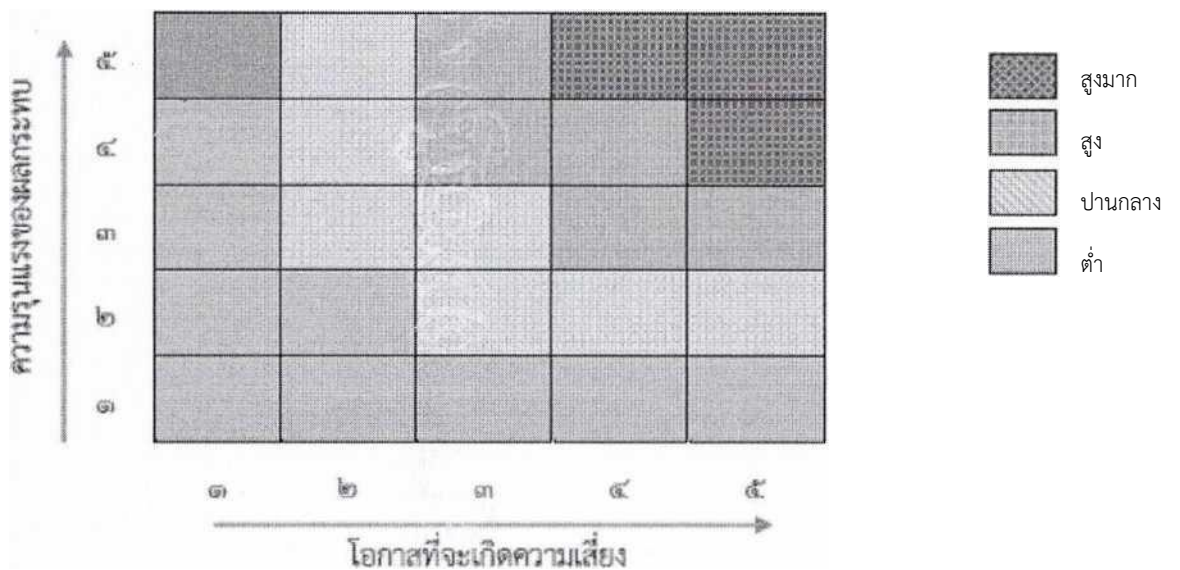 ความรุนแรงของผลกระทบ
๕
๔
๓
๒
๑
๑ ๒ ๓ ๔ ๕
โอกาสที่จะเกิดความเสี่ยง
สูงมาก
สูง
ปานกลาง
ต่ำ